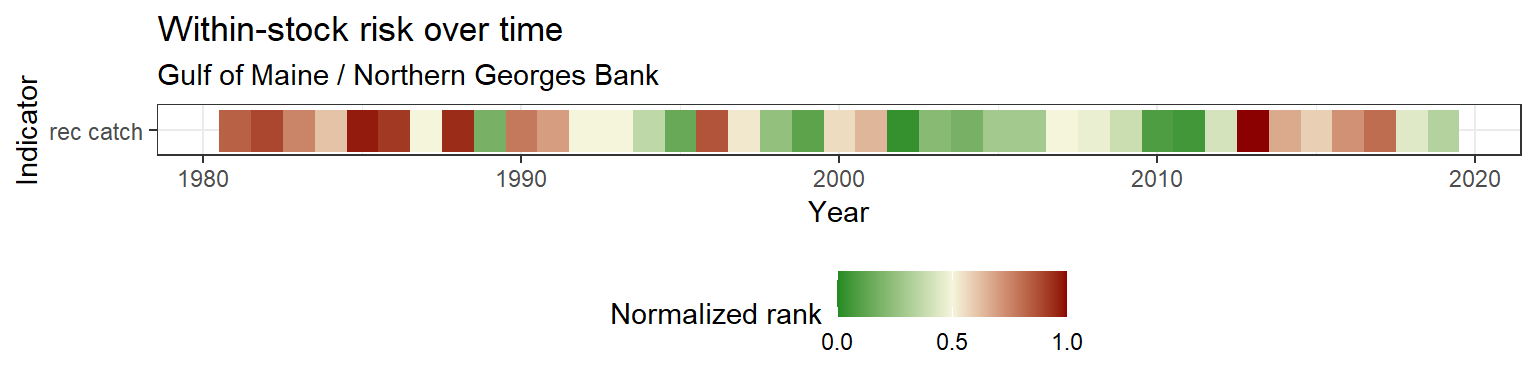 Within-stock risk over time
Gulf of Maine / Northern Georges Bank
Indicator
rec catch
1980 1990 2000 2010 2020
Year
Normalized rank
0.0 0.5 1.0